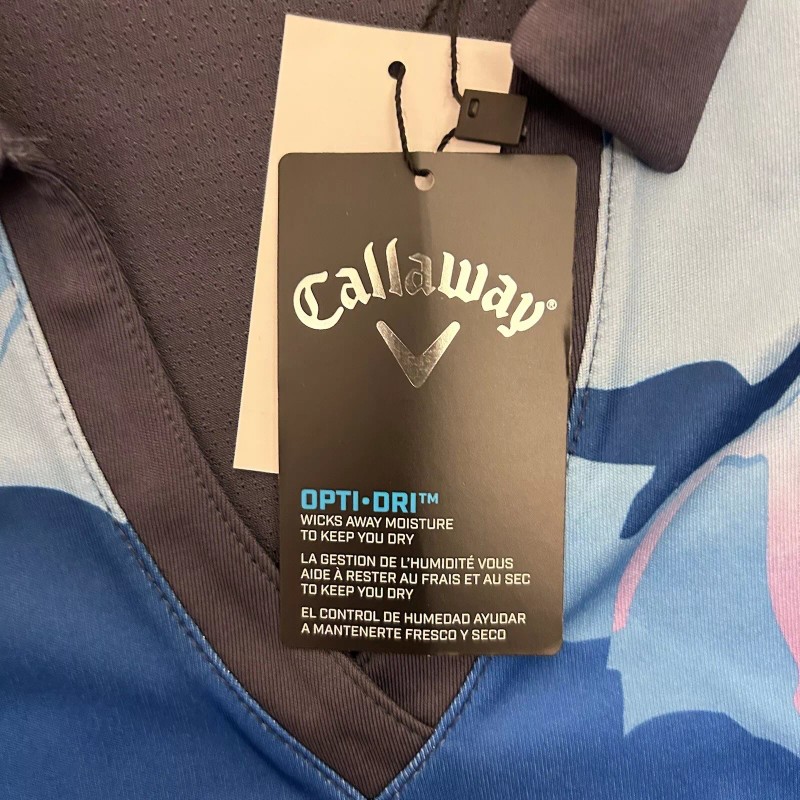 Callaway®
OPTI•DRI™
WICKS AWAY MOISTURE
TO KEEP YOU DRY
LA GESTION DE L'HUMIDITÉ VOUS
AIDE À RESTER AU FRAIS ET AU SEC
TO KEEP YOU DRY
EL CONTROL DE HUMEDAD AYUDAR
A MANTENERTE FRESCO Y SECO